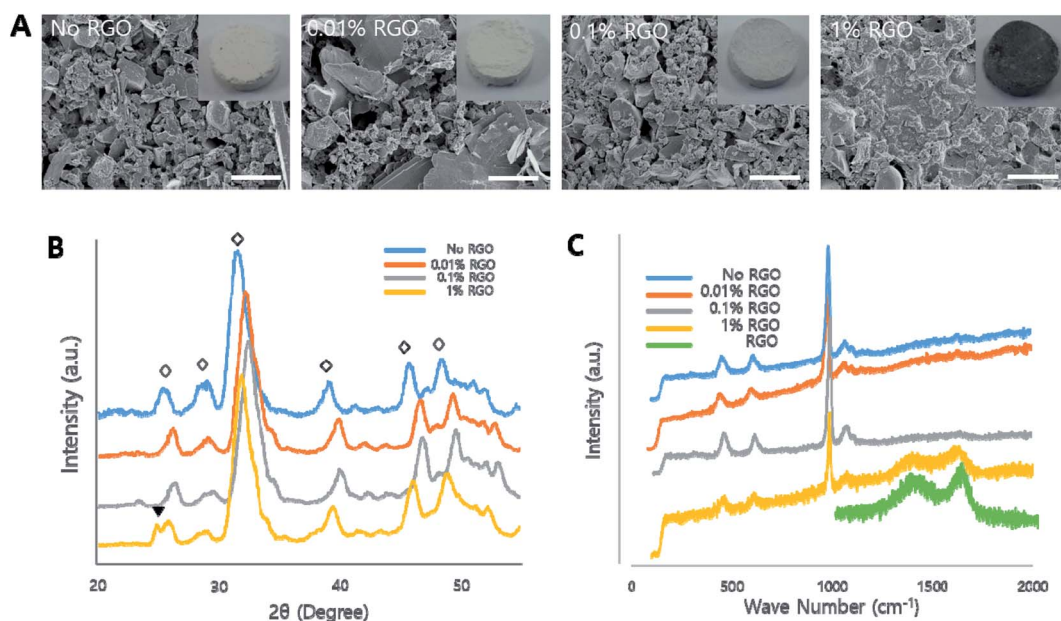 A
No RGO
0.01% RGO
0.1% RGO
1% RGO
B
No RGO
0.01% RGO
0.1% RGO
1% RGO
Intensity (a.u.)
20
30
40
50
2θ (Degree)
C
No RGO
0.01% RGO
0.1% RGO
1% RGO
RGO
Intensity (a.u.)
0
500
1000
1500
2000
Wave Number (cm⁻¹)